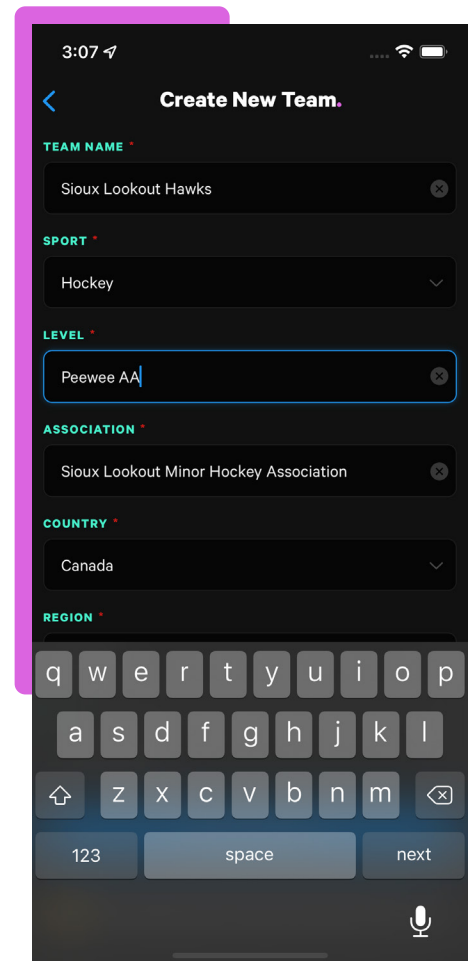 3:07
Create New Team.
TEAM NAME *
Sioux Lookout Hawks
SPORT *
Hockey
LEVEL *
Peewee AA
ASSOCIATION *
Sioux Lookout Minor Hockey Association
COUNTRY *
Canada
REGION *
q w e r t y u i o p
a s d f g h j k l
z x c v b n m
123 space next